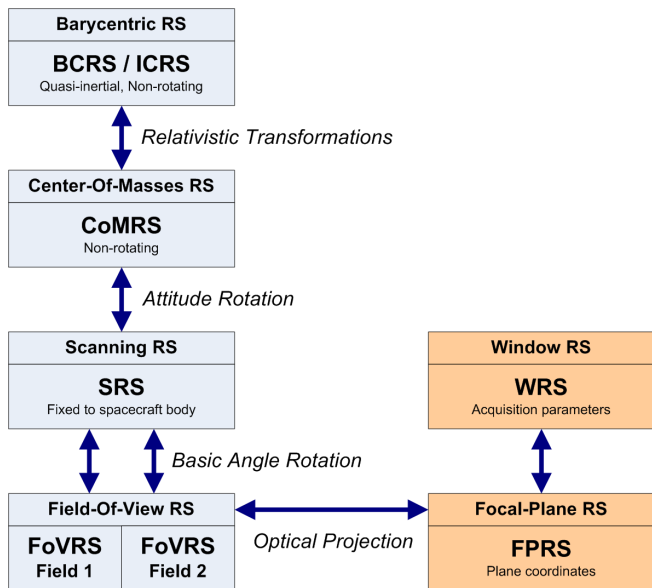 Barycentric RS
BCRS / ICRS
Quasi-inertial, Non-rotating
Relativistic Transformations
Center-Of-Masses RS
CoMRS
Non-rotating
Attitude Rotation
Scanning RS
SRS
Fixed to spacecraft body
Window RS
WRS
Acquisition parameters
Basic Angle Rotation
Field-Of-View RS
FoVRS
Field 1
FoVRS
Field 2
Optical Projection
Focal-Plane RS
FPRS
Plane coordinates